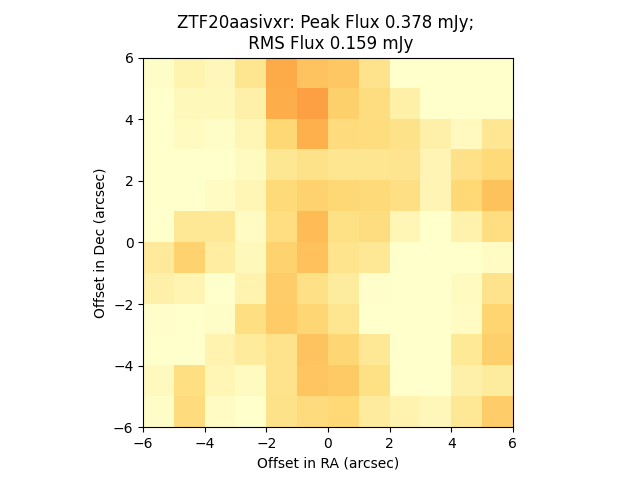 ZTF20aasivxr: Peak Flux 0.378 mJy;
RMS Flux 0.159 mJy
6
4
2
0
−2
−4
−6
Offset in Dec (arcsec)
−6 −4 −2 0 2 4 6
Offset in RA (arcsec)